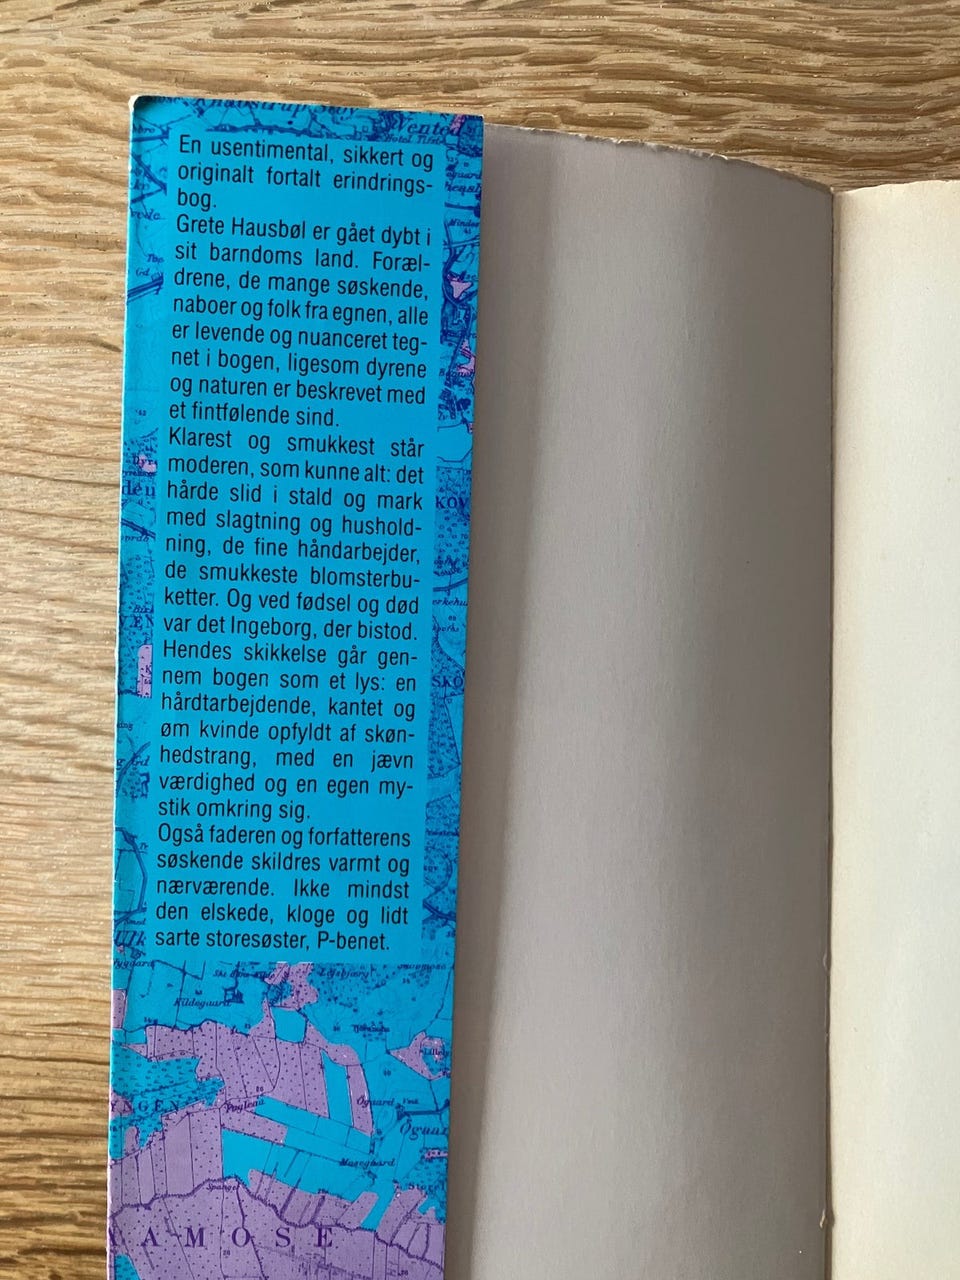 En usentimental, sikkert og
originalt fortalt erindrings-
bog.
Grete Hausbøl er gået dybt i
sit barndoms land. Foræl-
drene, de mange søskende,
naboer og folk fra egnen, alle
er levende og nuanceret teg-
net i bogen, ligesom dyrene
og naturen er beskrevet med
et fintfølende sind.
Klarest og smukkest står
moderen, som kunne alt: det
hårde slid i stald og mark
med slagtning og hushold-
ning, de fine håndarbejder,
de smukkeste blomsterbu-
ketter. Og ved fødsel og død
var det Ingeborg, der bistod.
Hendes skikkelse går gen-
nem bogen som et lys: en
hårdtarbejdende, kantet og
øm kvinde opfyldt af skøn-
hedstrang, med en jævn
værdighed og en egen my-
stik omkring sig.
Også faderen og forfatterens
søskende skildres varmt og
nærværende. Ikke mindst
den elskede, kloge og lidt
sarte storesøster, P-benet.
Kildegaard
Ògaard
Mosegaard
AMOSE